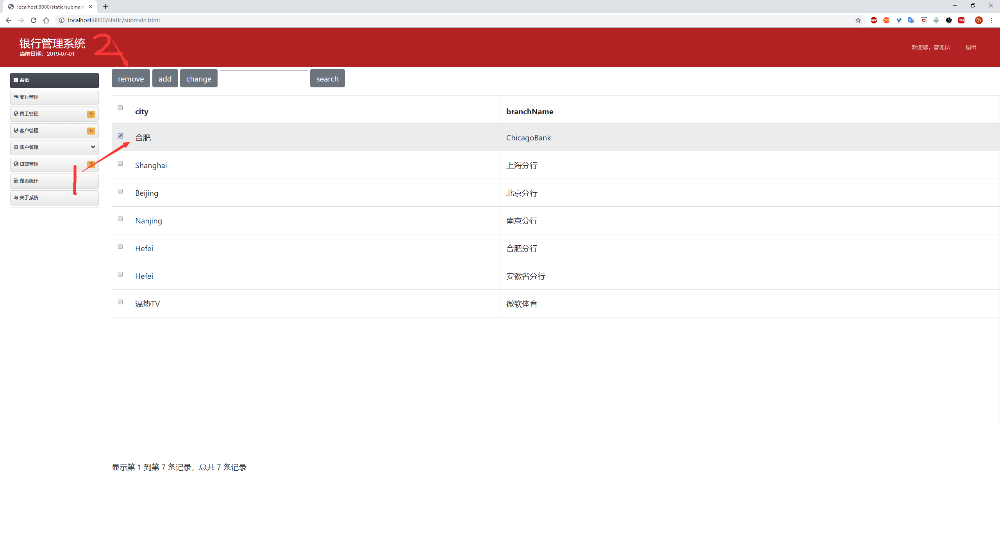 localhost:8000/static/submain.
localhost:8000/static/submain.html
ABP
CORS
Qy
银行管理系统
当前日期：2019-07-01
2
欢迎您，管理员
退出
首页
支行管理
员工管理 5
客户管理 5
账户管理
贷款管理 5
图表统计
关于系统
1
remove add change search
city branchName
合肥 ChicagoBank
Shanghai 上海分行
Beijing 北京分行
Nanjing 南京分行
Hefei 合肥分行
Hefei 安徽省分行
温热TV 微软体育
显示第 1 到第 7 条记录，总共 7 条记录